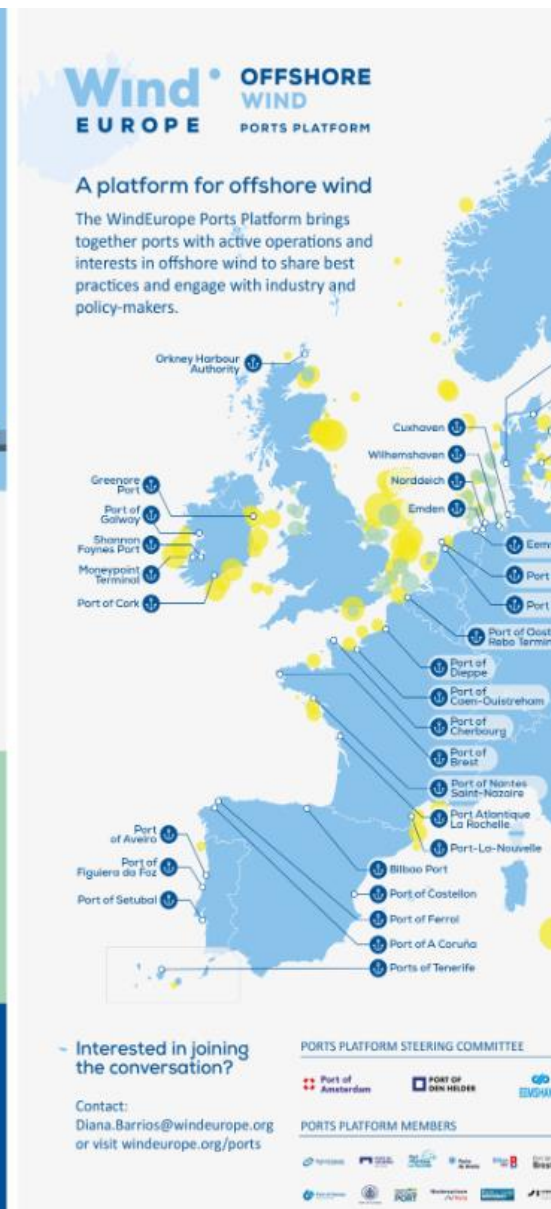 Wind
EUROPE
OFFSHORE
WIND
PORTS PLATFORM
A platform for offshore wind
The WindEurope Ports Platform brings
together ports with active operations and
interests in offshore wind to share best
practices and engage with industry and
policy-makers.
Orkney Harbour
Authority
Cuxhaven
Wilhemshaven
Norddeich
Emden
Greenore
Port
Port of
Galway
Shannon
Foynes Port
Moneypoint
Terminal
Port of Cork
Eem
Port
Port
Port of Oost
Rebo Termin
Port of
Dieppe
Port of
Caen-Ouistreham
Port of
Cherbourg
Port of
Brest
Port of Nantes
Saint-Nazaire
Port Atlantique
La Rochelle
Port-La-Nouvelle
Port
of Aveiro
Port of
Figuiera da Foz
Port of Setubal
Bilbao Port
Port of Castellon
Port of Ferrol
Port of A Coruña
Ports of Tenerife
Interested in joining
the conversation?
Contact:
Diana.Barrios@windeurope.org
or visit windeurope.org/ports
PORTS PLATFORM STEERING COMMITTEE
Port of
Amsterdam
PORT OF
DEN HELDER
PORTS PLATFORM MEMBERS
PORT